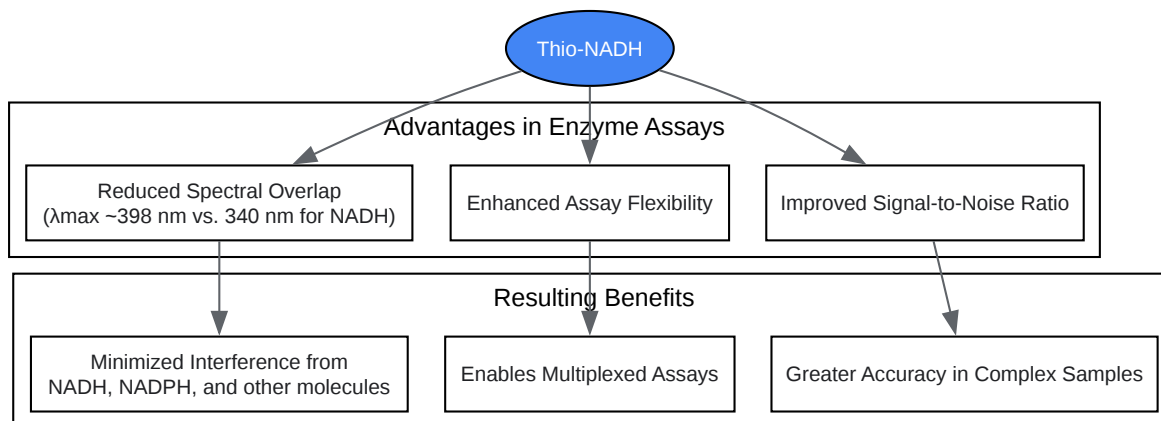 Thio-NADH
Advantages in Enzyme Assays
Reduced Spectral Overlap
(λmax ~398 nm vs. 340 nm for NADH)
Enhanced Assay Flexibility
Improved Signal-to-Noise Ratio
Resulting Benefits
Minimized Interference from
NADH, NADPH, and other molecules
Enables Multiplexed Assays
Greater Accuracy in Complex Samples